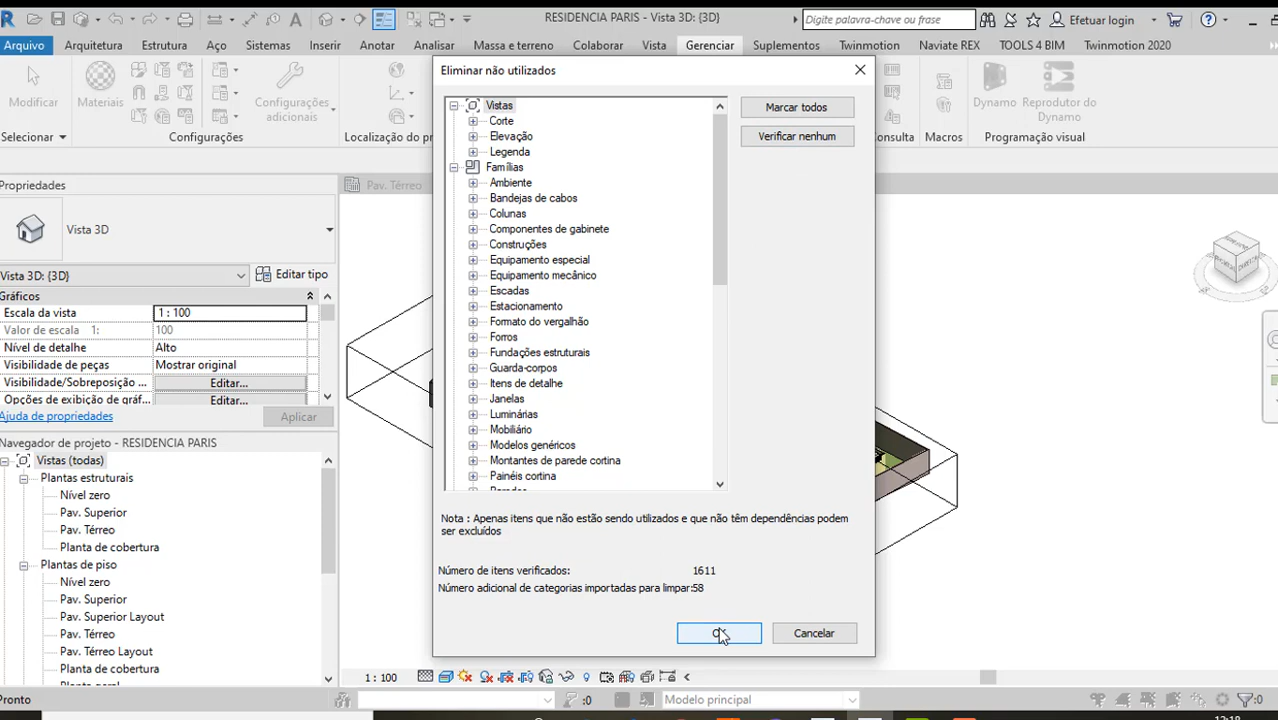 RESIDENCIA PARIS - Vista 3D: {3D}
Digite palavra-chave ou frase
Efetuar login
Arquivo
Arquitetura
Estrutura
Aço
Sistemas
Inserir
Anotar
Analisar
Massa e terreno
Colaborar
Vista
Gerenciar
Suplementos
Twinmotion
Naviate REX
TOOLS 4 BIM
Twinmotion 2020
Modificar
Materiais
Configurações
adicionais
Dynamo
Reprodutor do
Dynamo
Selecionar
Configurações
Localização do pr
Macros
Programação visual
Eliminar não utilizados
Vistas
Corte
Elevação
Legenda
Famílias
Ambiente
Bandejas de cabos
Colunas
Componentes de gabinete
Construções
Equipamento especial
Equipamento mecânico
Escadas
Estacionamento
Formato do vergalhão
Forros
Fundações estruturais
Guarda-corpos
Itens de detalhe
Janelas
Luminárias
Mobiliário
Modelos genéricos
Montantes de parede cortina
Painéis cortina
Marcar todos
Verificar nenhum
Nota : Apenas itens que não estão sendo utilizados e que não têm dependências podem
ser excluídos
Número de itens verificados: 1611
Número adicional de categorias importadas para limpar:58
Cancelar
Propriedades
Pav. Térreo
Vista 3D
Vista 3D: {3D}
Editar tipo
Gráficos
Escala da vista 1 : 100
Valor de escala 1: 100
Nível de detalhe Alto
Visibilidade de peças Mostrar original
Visibilidade/Sobreposição ... Editar...
Opções de exibição de gráf... Editar...
Ajuda de propriedades
Aplicar
Navegador de projeto - RESIDENCIA PARIS
Vistas (todas)
Plantas estruturais
Nível zero
Pav. Superior
Pav. Térreo
Planta de cobertura
Plantas de piso
Nível zero
Pav. Superior
Pav. Superior Layout
Pav. Térreo
Pav. Térreo Layout
Planta de cobertura
1 : 100
Pronto
:0
Modelo principal
:0